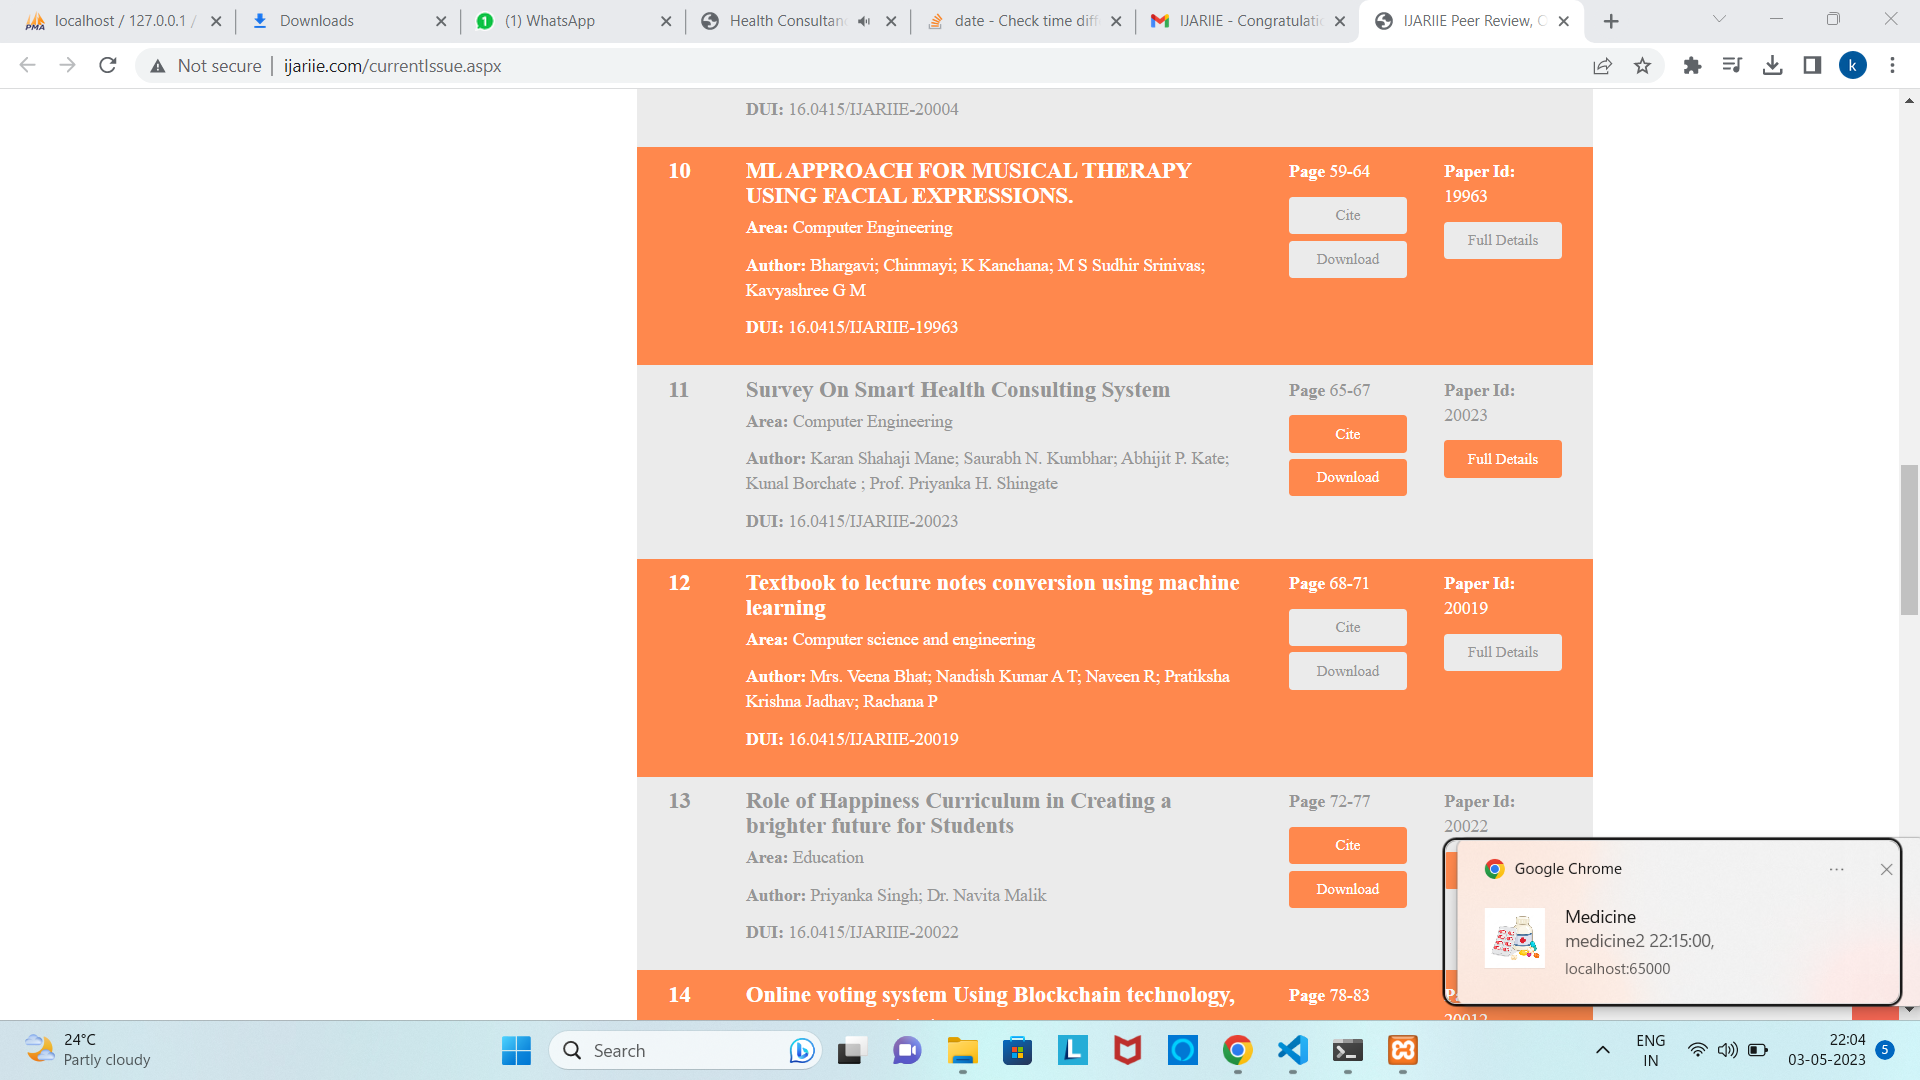 localhost / 127.0.0.1 /
Downloads
(1) WhatsApp
Health Consultan
date - Check time diff
IJARIIE - Congratulati
IJARIIE Peer Review, O
Not secure
ijariie.com/currentIssue.aspx
k
DUI: 16.0415/IJARIIE-20004
10
ML APPROACH FOR MUSICAL THERAPY
USING FACIAL EXPRESSIONS.
Area: Computer Engineering
Author: Bhargavi; Chinmayi; K Kanchana; M S Sudhir Srinivas;
Kavyashree G M
DUI: 16.0415/IJARIIE-19963
Page 59-64
Cite
Download
Paper Id:
19963
Full Details
11
Survey On Smart Health Consulting System
Area: Computer Engineering
Author: Karan Shahaji Mane; Saurabh N. Kumbhar; Abhijit P. Kate;
Kunal Borchate ; Prof. Priyanka H. Shingate
DUI: 16.0415/IJARIIE-20023
Page 65-67
Cite
Download
Paper Id:
20023
Full Details
12
Textbook to lecture notes conversion using machine
learning
Area: Computer science and engineering
Author: Mrs. Veena Bhat; Nandish Kumar A T; Naveen R; Pratiksha
Krishna Jadhav; Rachana P
DUI: 16.0415/IJARIIE-20019
Page 68-71
Cite
Download
Paper Id:
20019
Full Details
13
Role of Happiness Curriculum in Creating a
brighter future for Students
Area: Education
Author: Priyanka Singh; Dr. Navita Malik
DUI: 16.0415/IJARIIE-20022
Page 72-77
Cite
Download
Paper Id:
20022
14
Online voting system Using Blockchain technology,
Page 78-83
20012
Google Chrome
Medicine
medicine2 22:15:00,
localhost:65000
24°C
Partly cloudy
Search
ENG
IN
22:04
03-05-2023
5